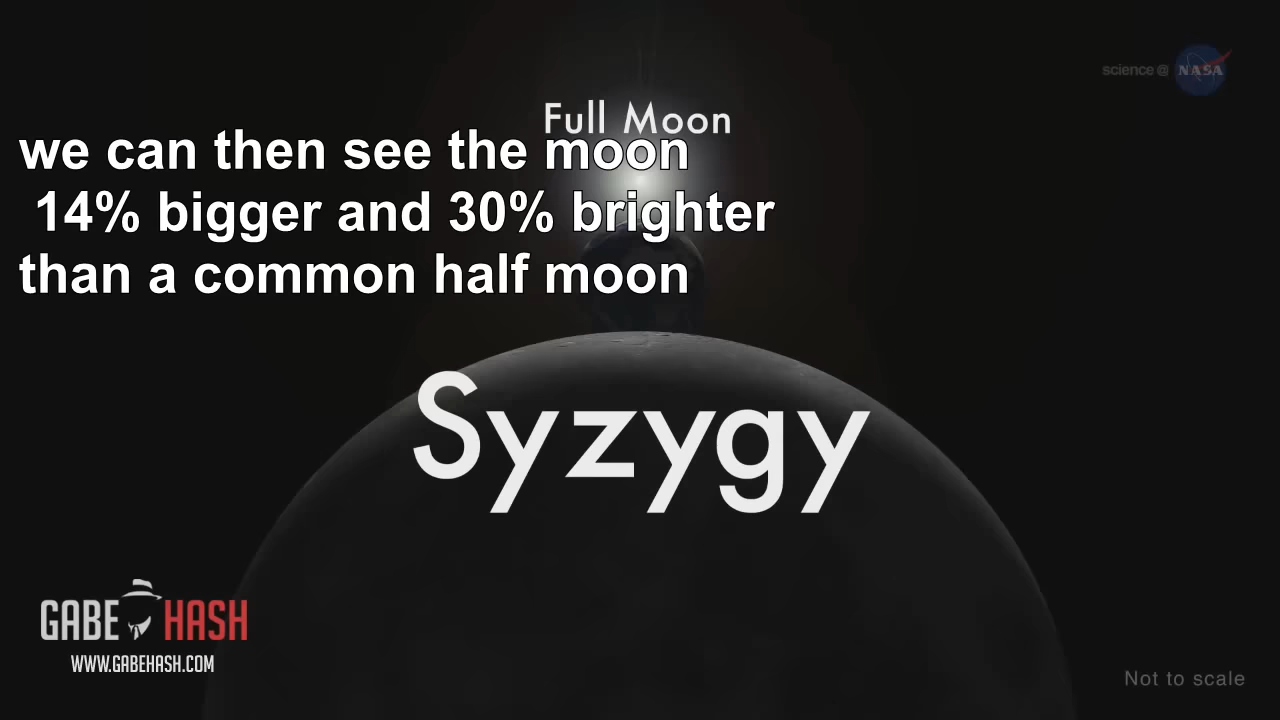 science@ NASA
Full Moon
we can then see the moon
14% bigger and 30% brighter
than a common half moon
Syzygy
GABE HASH
WWW.GABEHASH.COM
Not to scale